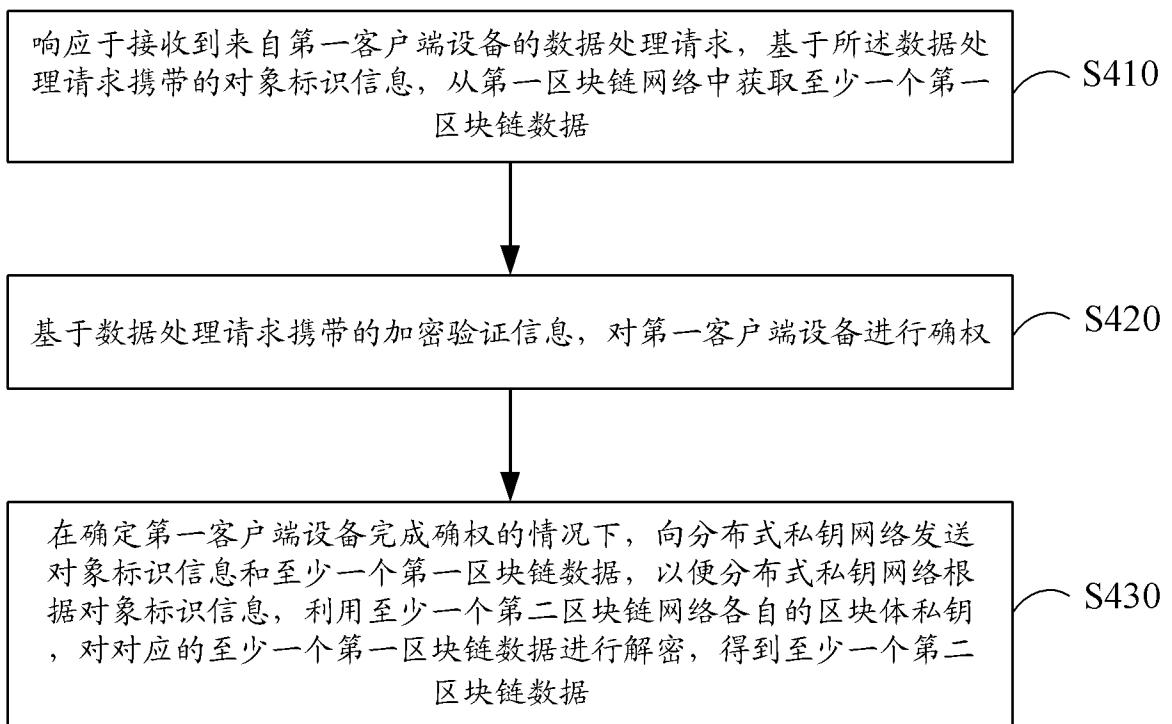 响应于接收到来自第一客户端设备的数据处理请求，基于所述数据处
理请求携带的对象标识信息，从第一区块链网络中获取至少一个第一
区块链数据
S410
基于数据处理请求携带的加密验证信息，对第一客户端设备进行确权
S420
在确定第一客户端设备完成确权的情况下，向分布式私钥网络发送
对象标识信息和至少一个第一区块链数据，以便分布式私钥网络根
据对象标识信息，利用至少一个第二区块链网络各自的区块体私钥
，对对应的至少一个第一区块链数据进行解密，得到至少一个第二
区块链数据
S430